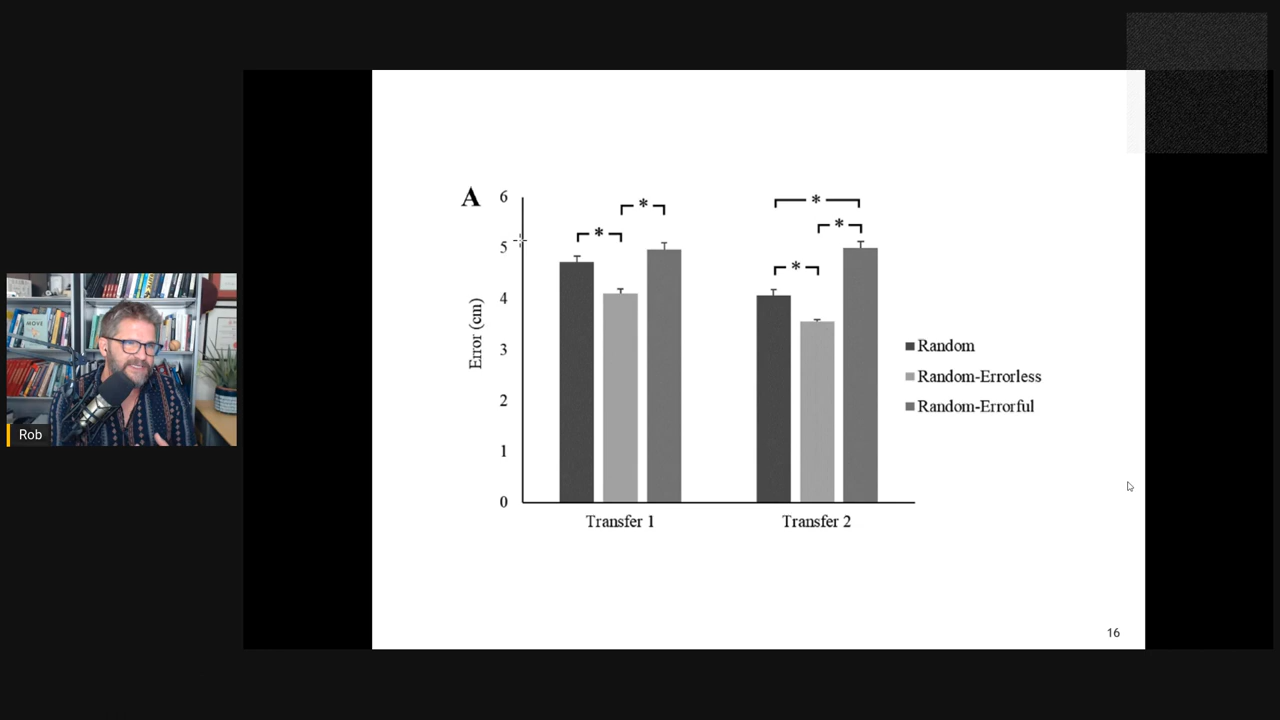 A
6
5
4
3
2
1
0
Error (cm)
*
*
*
*
*
Transfer 1
Transfer 2
Random
Random-Errorless
Random-Errorful
MOVE
Rob
16